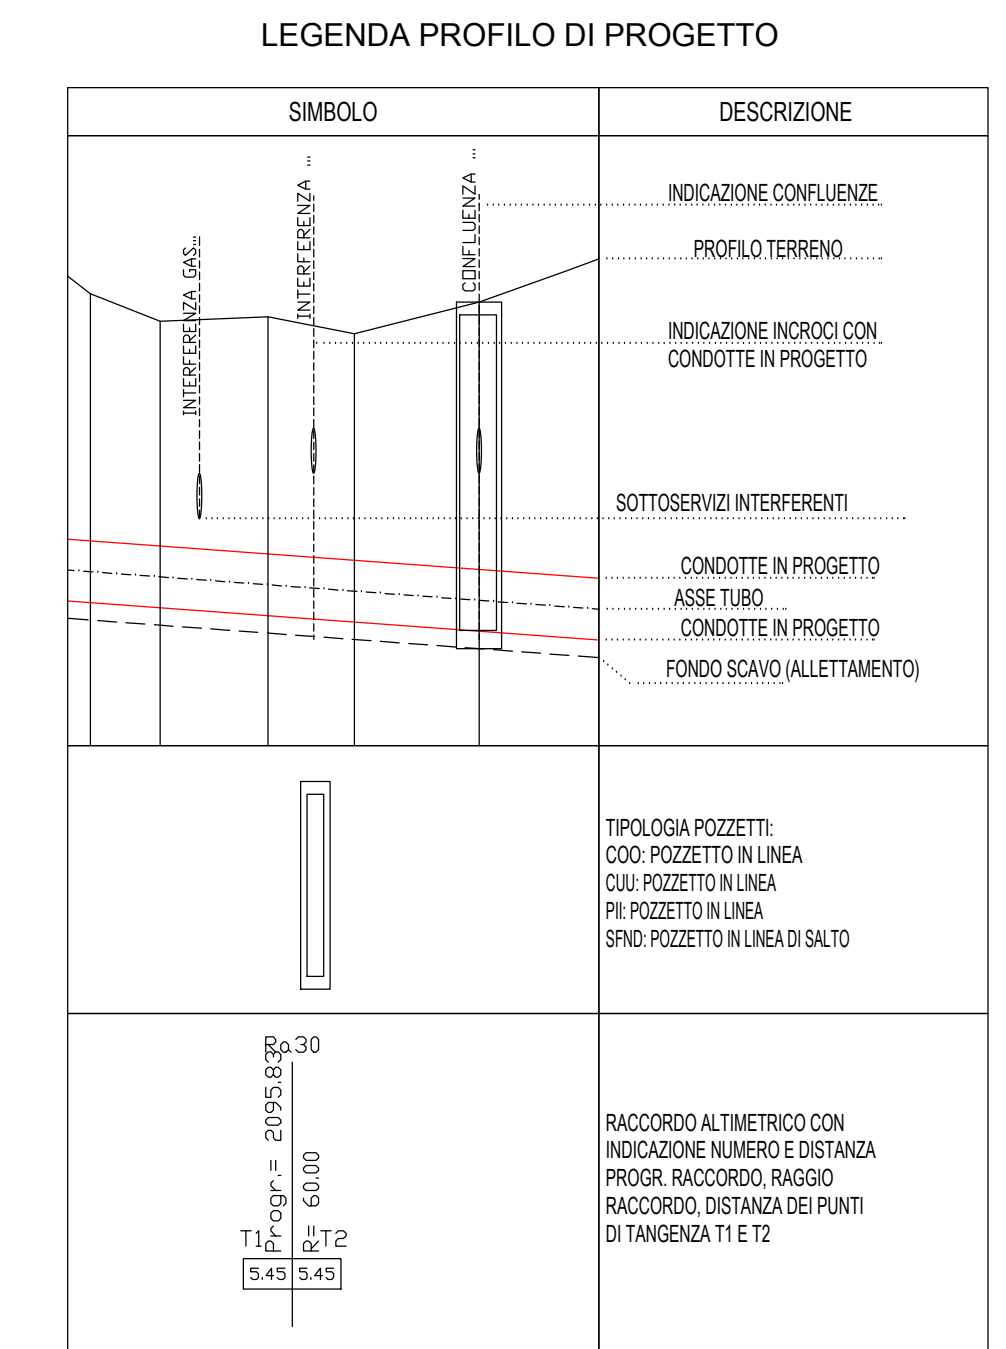 LEGENDA PROFILO DI PROGETTO
SIMBOLO
DESCRIZIONE
INTERFERENZA GAS...
INTERFERENZA ...
CONFLUENZA ...
INDICAZIONE CONFLUENZE
PROFILO TERRENO
INDICAZIONE INCROCI CON
CONDOTTE IN PROGETTO
SOTTOSERVIZI INTERFERENTI
CONDOTTE IN PROGETTO
ASSE TUBO
CONDOTTE IN PROGETTO
FONDO SCAVO (ALLETTAMENTO)
TIPOLOGIA POZZETTI:
COO: POZZETTO IN LINEA
CUU: POZZETTO IN LINEA
PII: POZZETTO IN LINEA
SFND: POZZETTO IN LINEA DI SALTO
Ra30
Progr.= 2095.83
R= 60.00
T1
T2
5.45
5.45
RACCORDO ALTIMETRICO CON
INDICAZIONE NUMERO E DISTANZA
PROGR. RACCORDO, RAGGIO
RACCORDO, DISTANZA DEI PUNTI
DI TANGENZA T1 E T2